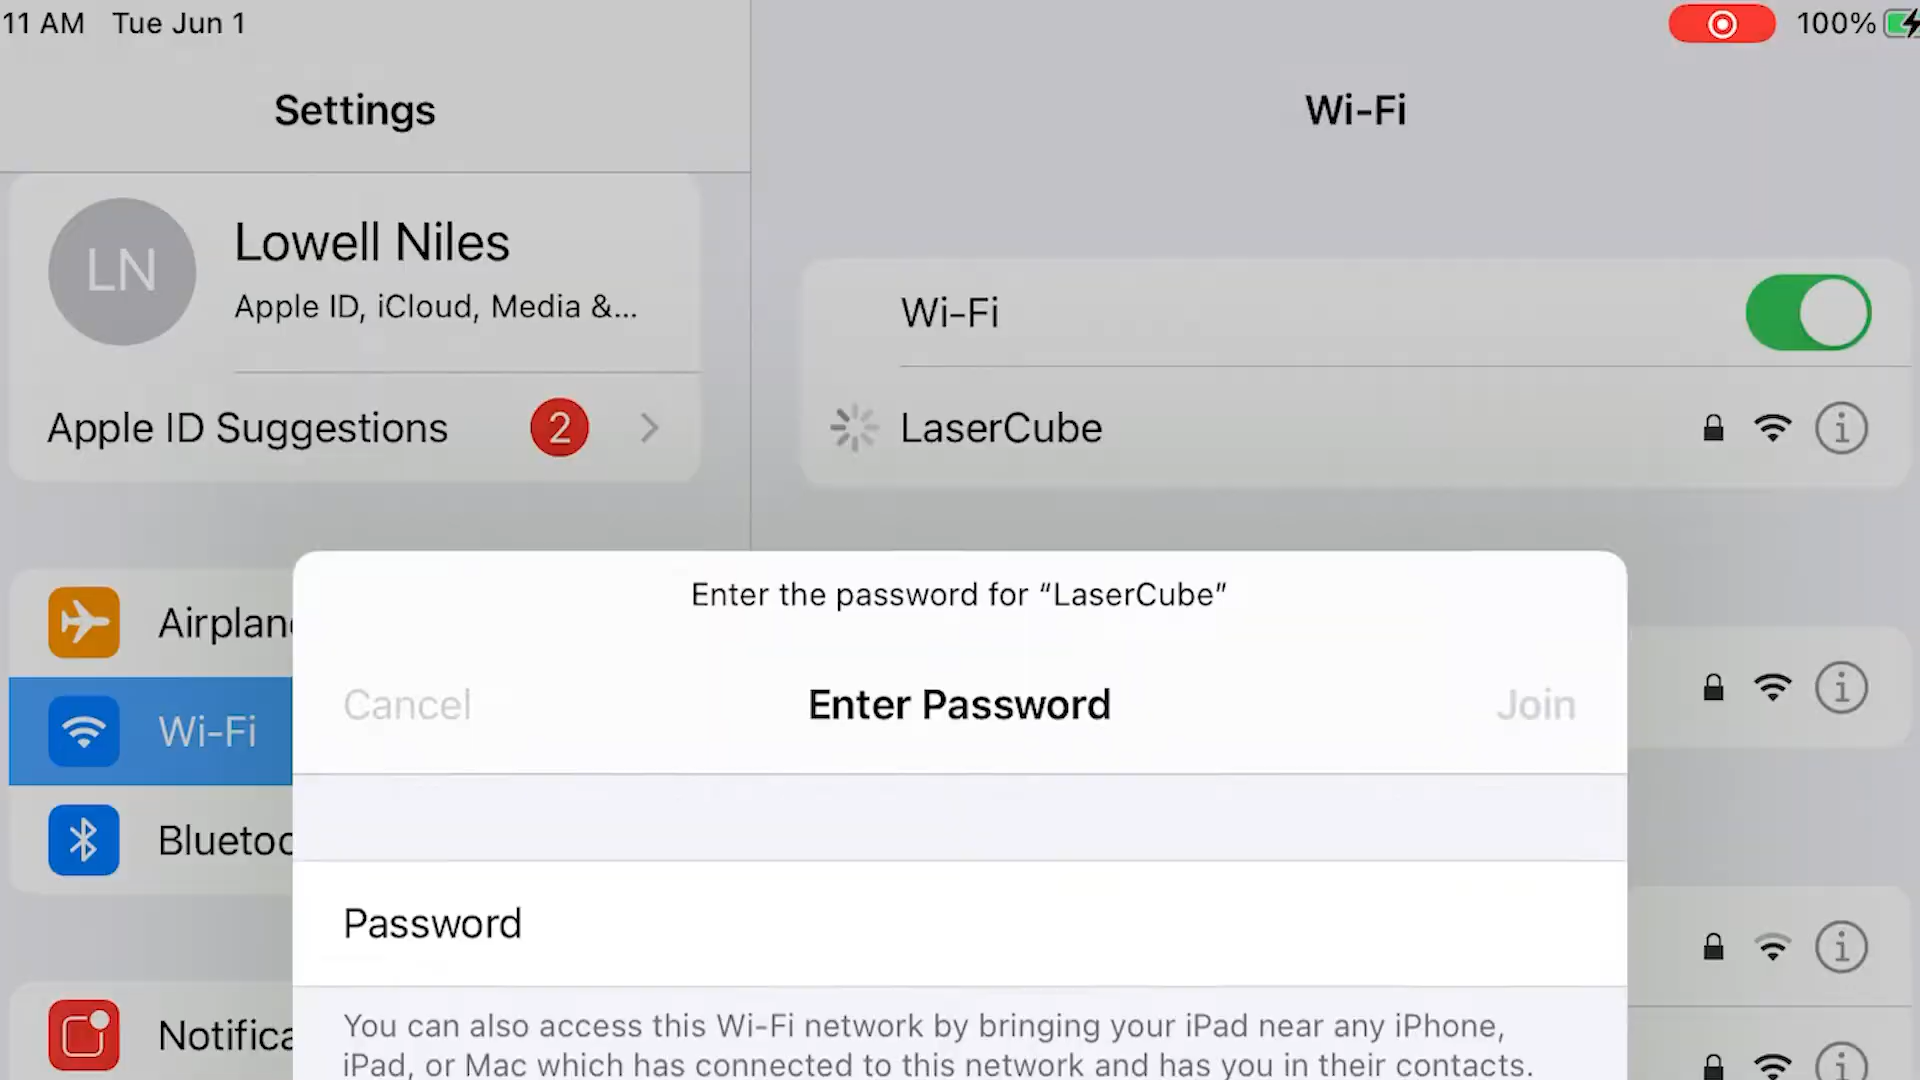 11 AM Tue Jun 1
100%
Settings
Wi-Fi
LN
Lowell Niles
Apple ID, iCloud, Media &...
Apple ID Suggestions 2
Wi-Fi
LaserCube
Airplan
Wi-Fi
Bluetoo
Notifica
Enter the password for “LaserCube”
Cancel Enter Password Join
Password
You can also access this Wi-Fi network by bringing your iPad near any iPhone,
iPad, or Mac which has connected to this network and has you in their contacts.